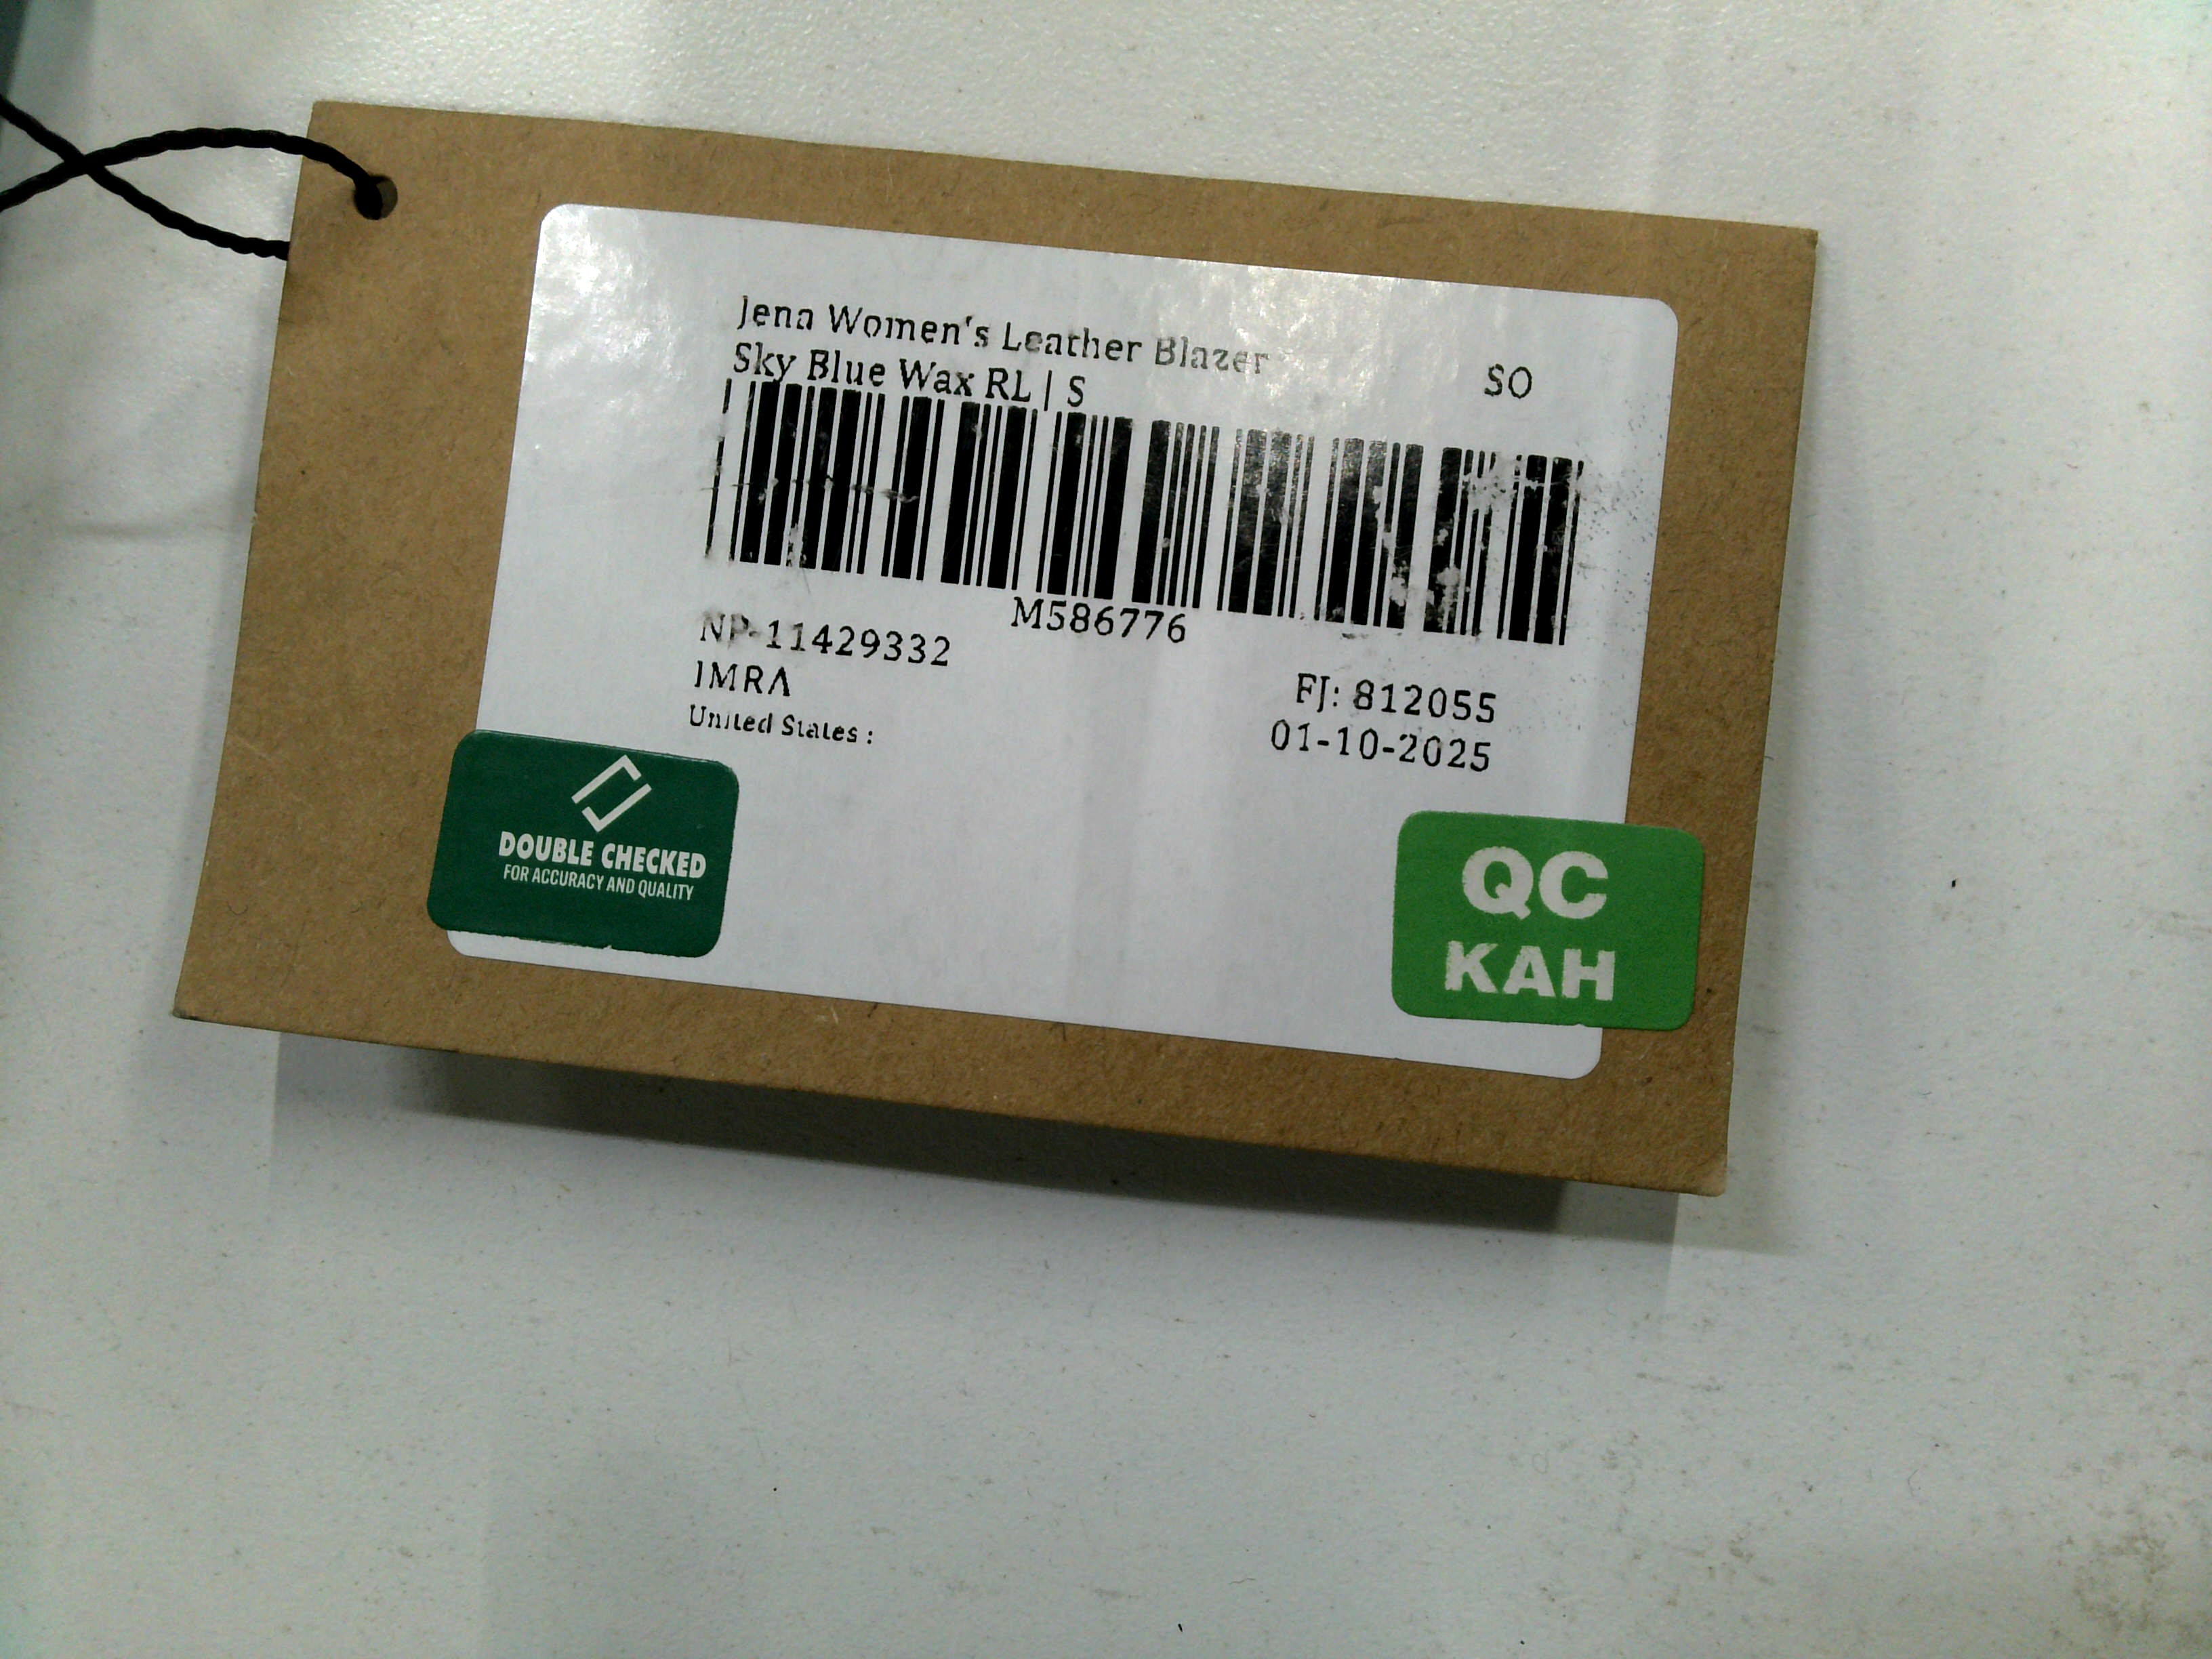 Jena Women's Leather Blazer
Sky Blue Wax RL | S
SO
M586776
NP-11429332
IMRA
United States :
FJ: 812055
01-10-2025
DOUBLE CHECKED
FOR ACCURACY AND QUALITY
QC
KAH